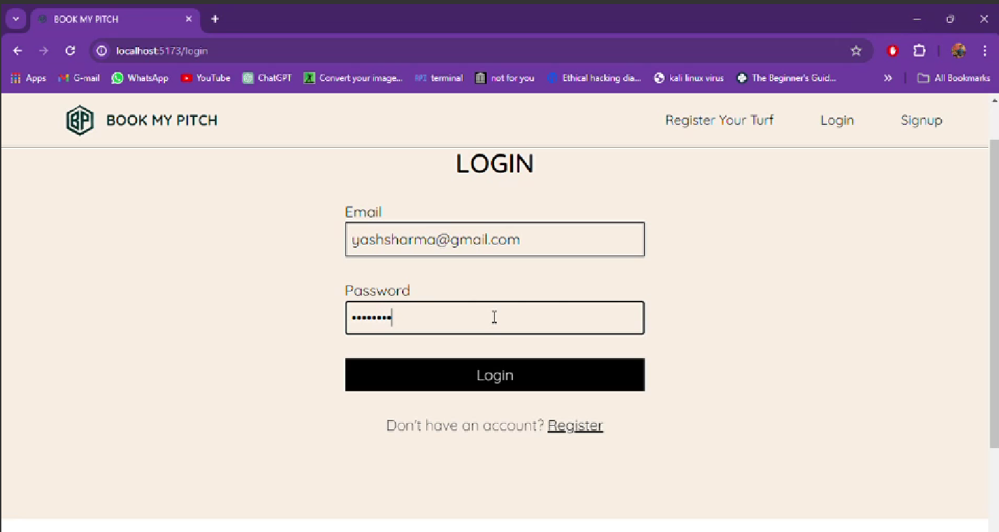 BOOK MY PITCH
localhost:5173/login
Apps G-mail WhatsApp YouTube ChatGPT Convert your image... terminal not for you Ethical hacking dia... kali linux virus The Beginner's Guid... » All Bookmarks
BP BOOK MY PITCH Register Your Turf Login Signup
LOGIN
Email
yashsharma@gmail.com
Password
••••••••
Login
Don't have an account? Register